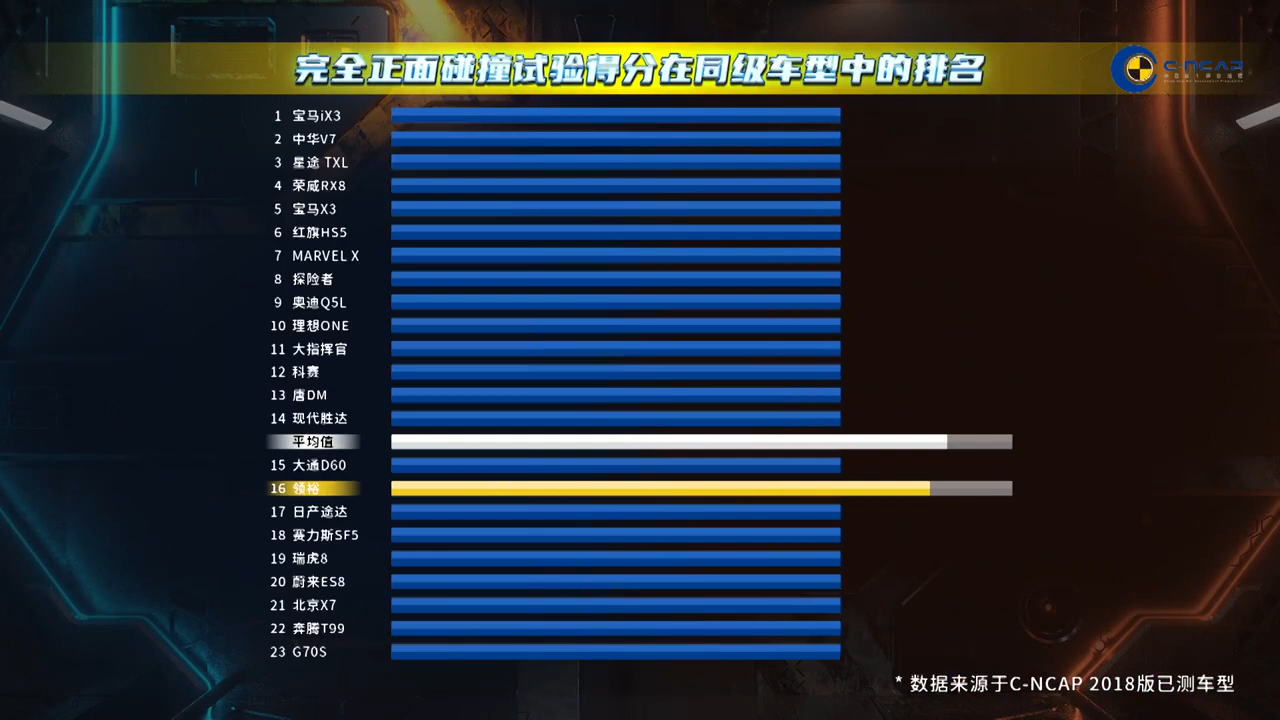 完全正面碰撞试验得分在同级车型中的排名
C-NCAP
1 宝马iX3
2 中华V7
3 星途 TXL
4 荣威RX8
5 宝马X3
6 红旗HS5
7 MARVEL X
8 探险者
9 奥迪Q5L
10 理想ONE
11 大指挥官
12 科赛
13 唐DM
14 现代胜达
平均值
15 大通D60
16 领裕
17 日产途达
18 赛力斯SF5
19 瑞虎8
20 蔚来ES8
21 北京X7
22 奔腾T99
23 G70S
* 数据来源于C-NCAP 2018版已测车型